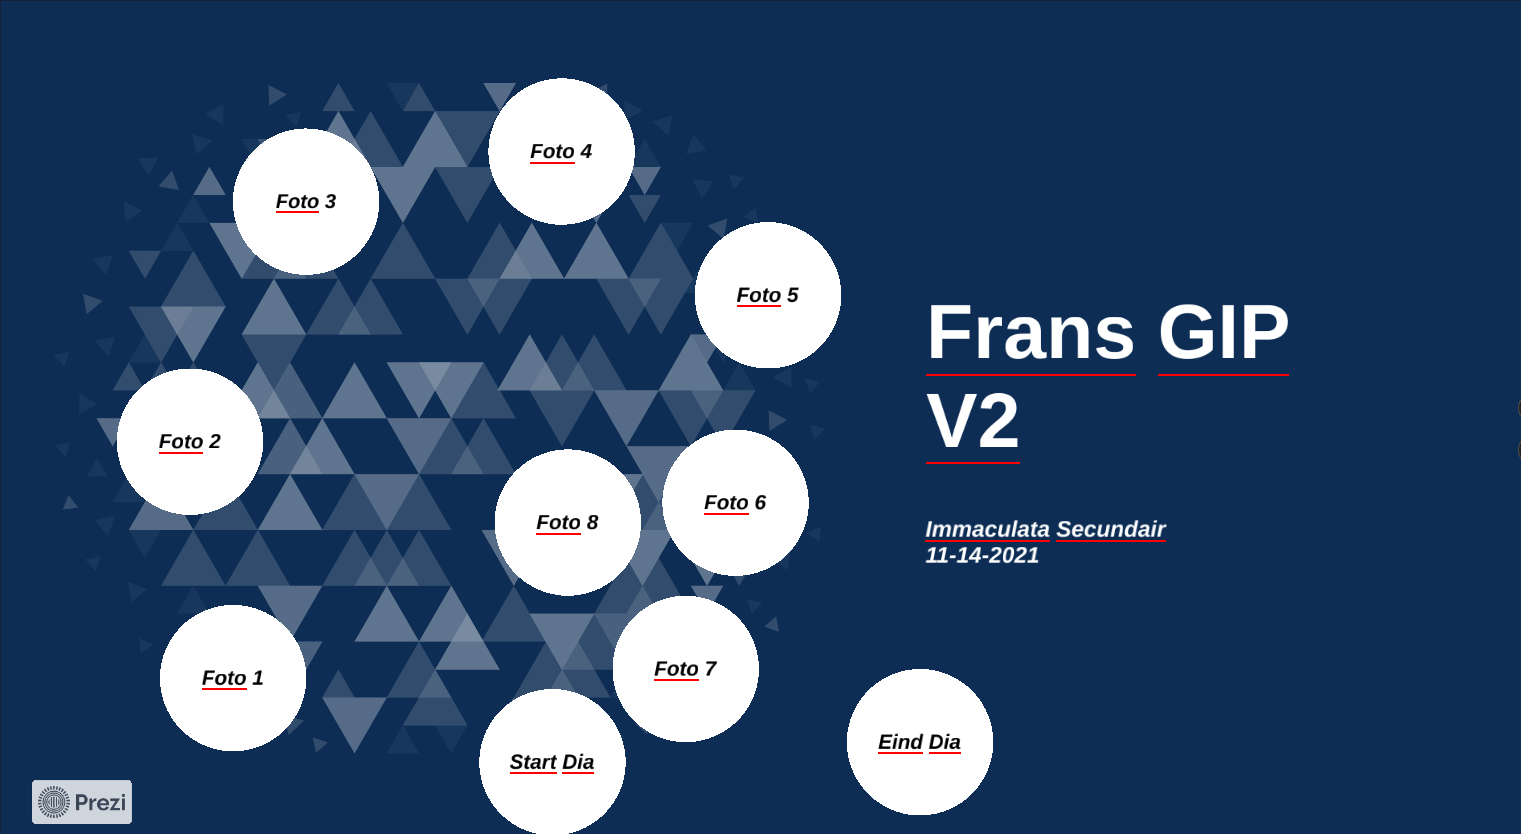 Foto 4
Foto 3
Foto 5
Frans GIP
V2
Foto 2
Foto 8
Foto 6
Immaculata Secundair
11-14-2021
Foto 1
Foto 7
Start Dia
Eind Dia
Prezi